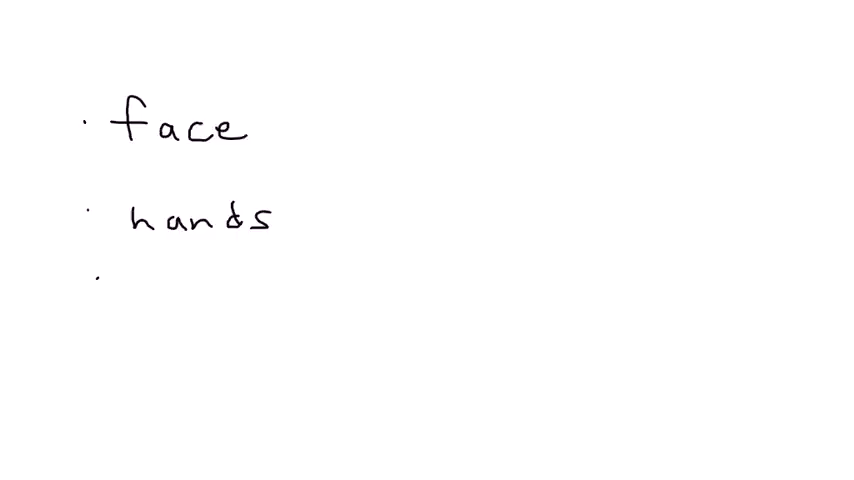 · face
· hands
·